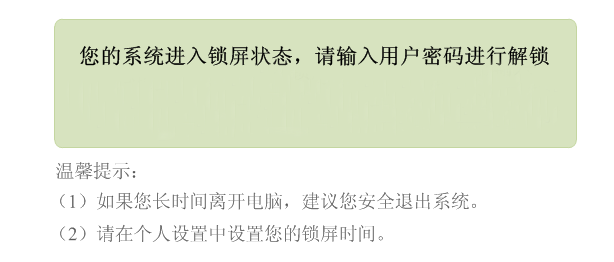 您的系统进入锁屏状态，请输入用户密码进行解锁
温馨提示：
（1）如果您长时间离开电脑，建议您安全退出系统。
（2）请在个人设置中设置您的锁屏时间。